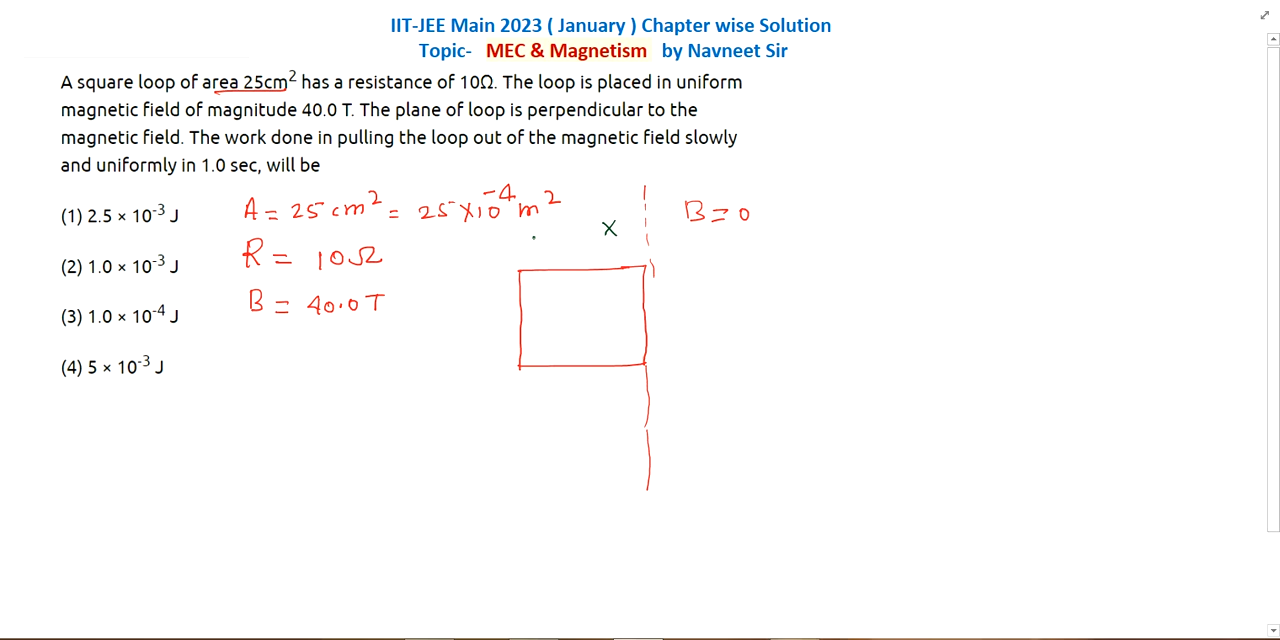 IIT-JEE Main 2023 ( January ) Chapter wise Solution
Topic- MEC & Magnetism by Navneet Sir
A square loop of area 25cm² has a resistance of 10Ω. The loop is placed in uniform
magnetic field of magnitude 40.0 T. The plane of loop is perpendicular to the
magnetic field. The work done in pulling the loop out of the magnetic field slowly
and uniformly in 1.0 sec, will be
(1) 2.5 × 10⁻³ J
(2) 1.0 × 10⁻³ J
(3) 1.0 × 10⁻⁴ J
(4) 5 × 10⁻³ J
A = 25 cm² = 25 × 10⁻⁴ m²
R = 10Ω
B = 40.0 T
x
B = 0